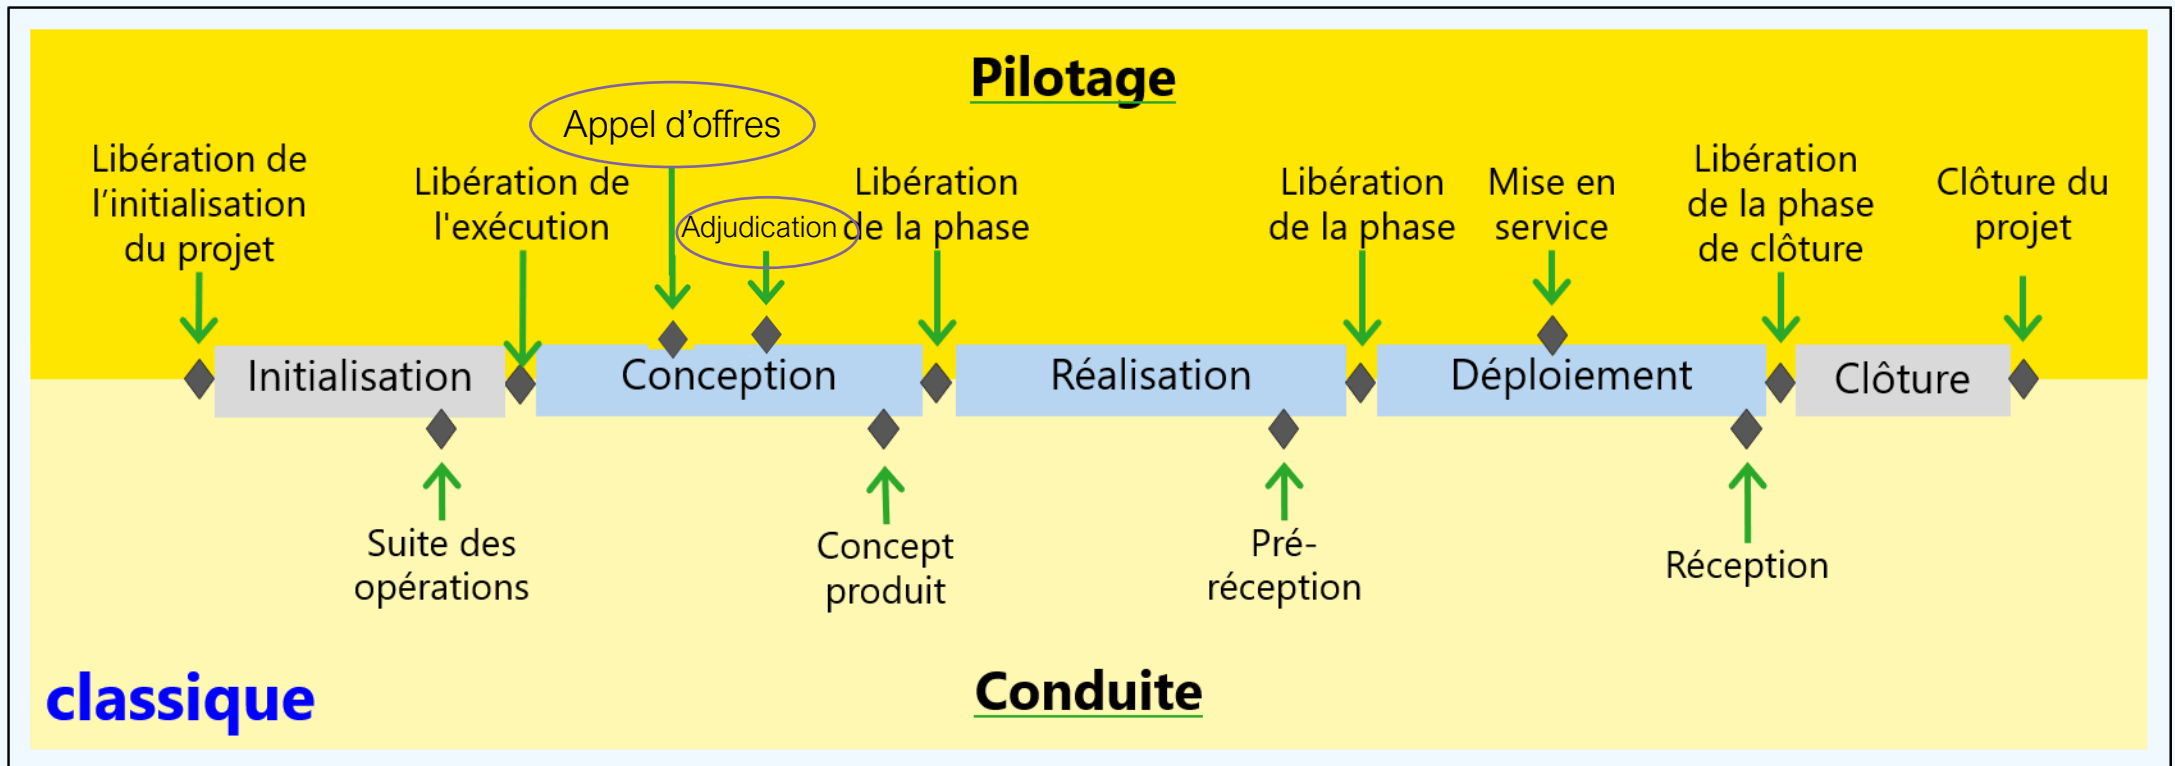 Pilotage
Appel d’offres
Libération de
l’initialisation
du projet
Libération de
l'exécution
Adjudication
Libération
de la phase
Libération
de la phase
Mise en
service
Libération
de la phase
de clôture
Clôture du
projet
Initialisation
Conception
Réalisation
Déploiement
Clôture
Suite des
opérations
Concept
produit
Pré-
réception
Réception
classique
Conduite